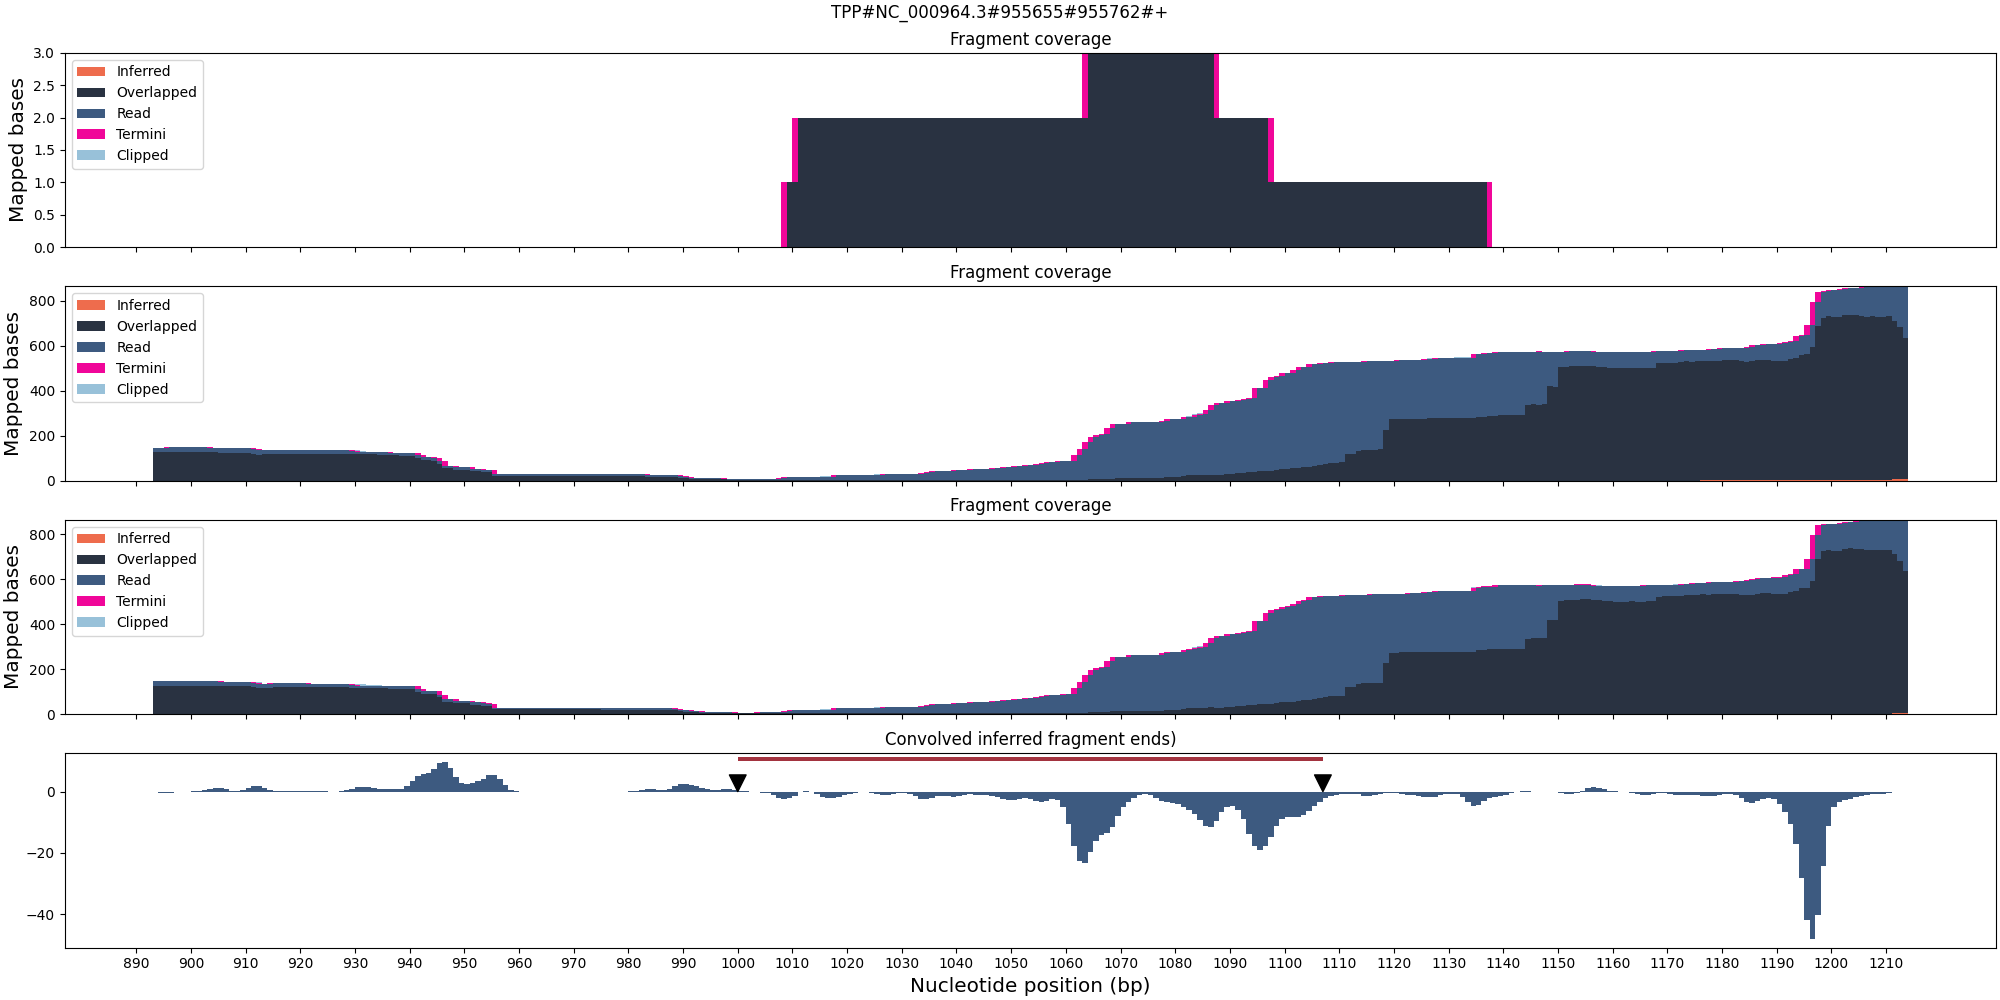 TPP#NC_000964.3#955655#955762#+
Fragment coverage
Mapped bases
3.0
2.5
2.0
1.5
1.0
0.5
0.0
Inferred
Overlapped
Read
Termini
Clipped
Fragment coverage
Mapped bases
800
600
400
200
0
Inferred
Overlapped
Read
Termini
Clipped
Fragment coverage
Mapped bases
800
600
400
200
0
Inferred
Overlapped
Read
Termini
Clipped
Convolved inferred fragment ends)
0
−20
−40
890 900 910 920 930 940 950 960 970 980 990 1000 1010 1020 1030 1040 1050 1060 1070 1080 1090 1100 1110 1120 1130 1140 1150 1160 1170 1180 1190 1200 1210
Nucleotide position (bp)